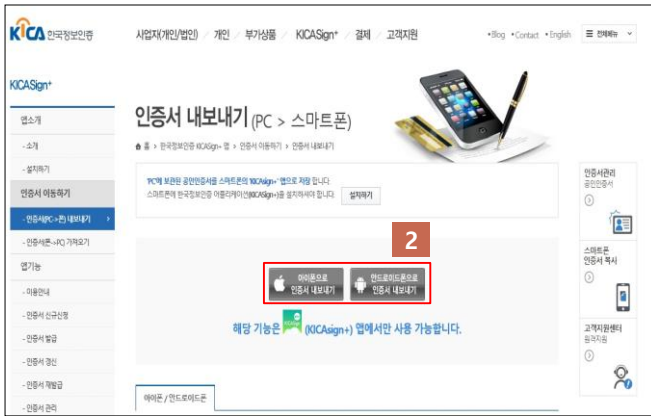 KICA 한국정보인증
사업자(개인/법인) / 개인 / 부가상품 / KICASign+ / 결제 / 고객지원
•Blog •Contact •English
전체메뉴
KICASign+
앱소개
- 소개
- 설치하기
인증서 이동하기
- 인증서(PC->폰) 내보내기
- 인증서(폰->PC) 가져오기
앱기능
- 이용안내
- 인증서 신규신청
- 인증서 발급
- 인증서 갱신
- 인증서 재발급
- 인증서 관리
인증서 내보내기 (PC > 스마트폰)
홈 > 한국정보인증 KICASign+ 앱 > 인증서 이동하기 > 인증서 내보내기
'PC'에 보관된 공인인증서를 스마트폰의 'KICASign+'앱으로 저장 합니다.
스마트폰에 한국정보인증 어플리케이션(KICASign+)을 설치하셔야 합니다.
설치하기
2
아이폰으로
인증서 내보내기
안드로이드폰으로
인증서 내보내기
해당 기능은 (KICAsign+) 앱에서만 사용 가능합니다.
아이폰 / 안드로이드폰
인증서관리
공인인증서
스마트폰
인증서 복사
고객지원센터
원격지원